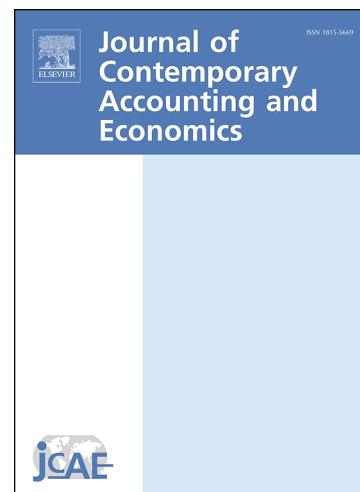 ISSN 1815-5669
Journal of
Contemporary
Accounting and
Economics
ELSEVIER
jCAE